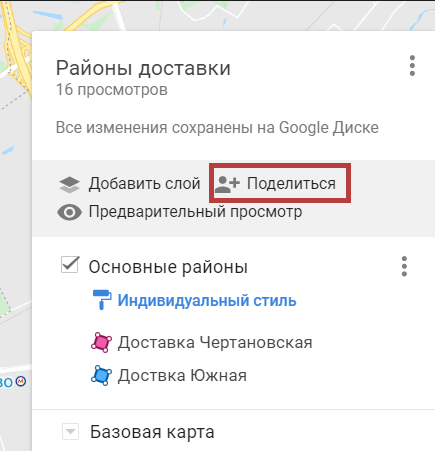 Районы доставки
16 просмотров
Все изменения сохранены на Google Диске
Добавить слой
Поделиться
Предварительный просмотр
Основные районы
Индивидуальный стиль
Доставка Чертановская
Доствка Южная
во М
Базовая карта